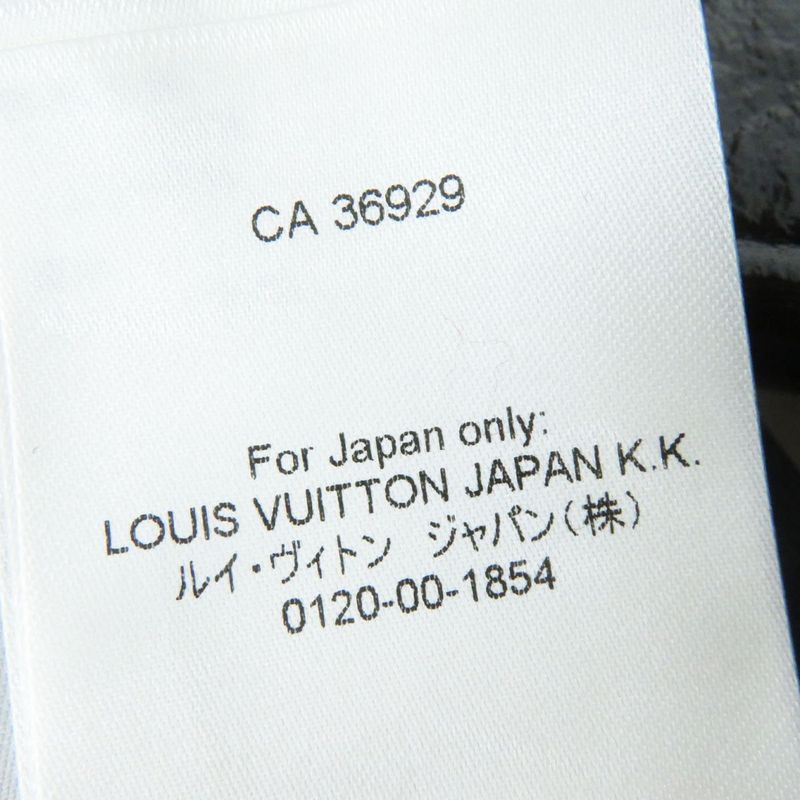 CA 36929
For Japan only:
LOUIS VUITTON JAPAN K.K.
ルイ・ヴィトン ジャパン(株)
0120-00-1854